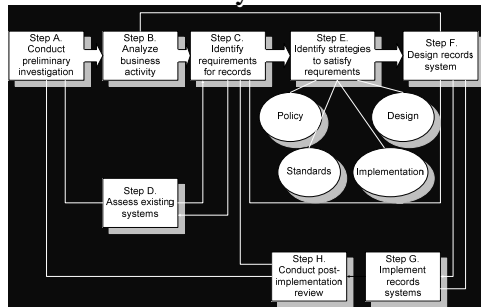 Step A.
Conduct
preliminary
investigation
Step B.
Analyze
business
activity
Step C.
Identify
requirements
for records
Step E.
Identify strategies
to satisfy
requrements
Step F.
Design records
system
Policy
Design
Standards
Implementation
Step D.
Assess existing
systems
Step H.
Conduct post-
implementation
review
Step G.
Implement
records
systems